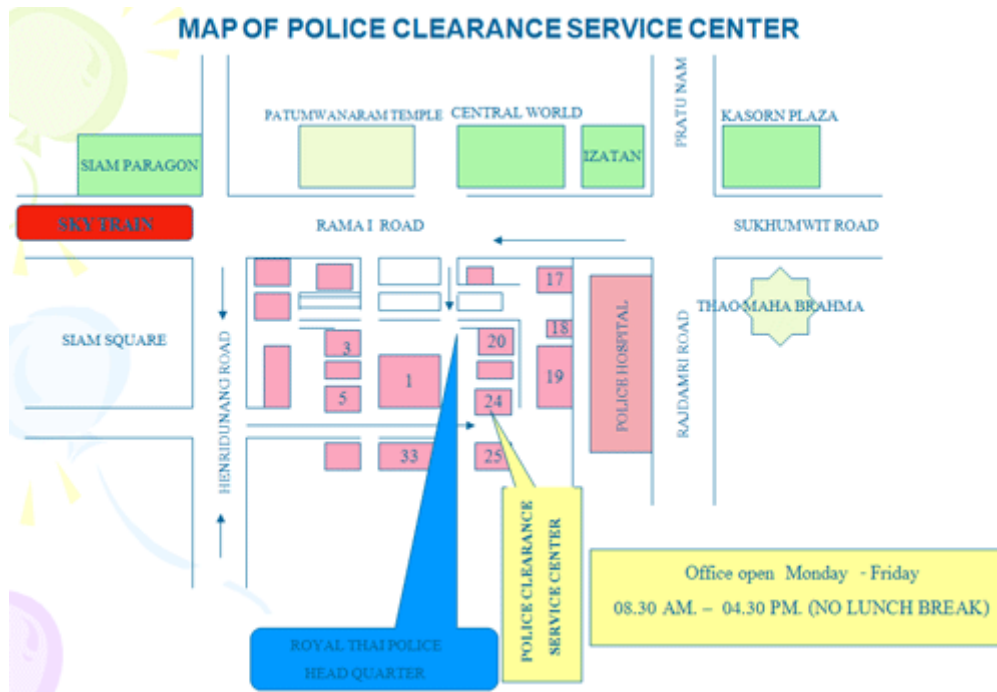 MAP OF POLICE CLEARANCE SERVICE CENTER
PRATU NAM
PATUMWANARAM TEMPLE
CENTRAL WORLD
KASORN PLAZA
SIAM PARAGON
IZATAN
SKY TRAIN
RAMA I ROAD
SUKHUMWIT ROAD
17
THAO MAHA BRAHMA
SIAM SQUARE
HENRIDUNANG ROAD
3
20
18
1
19
5
24
POLICE HOSPITAL
RAJDAMRI ROAD
33
25
POLICE CLEARANCE
SERVICE CENTER
Office open Monday - Friday
08.30 AM. – 04.30 PM. (NO LUNCH BREAK)
ROYAL THAI POLICE
HEAD QUARTER